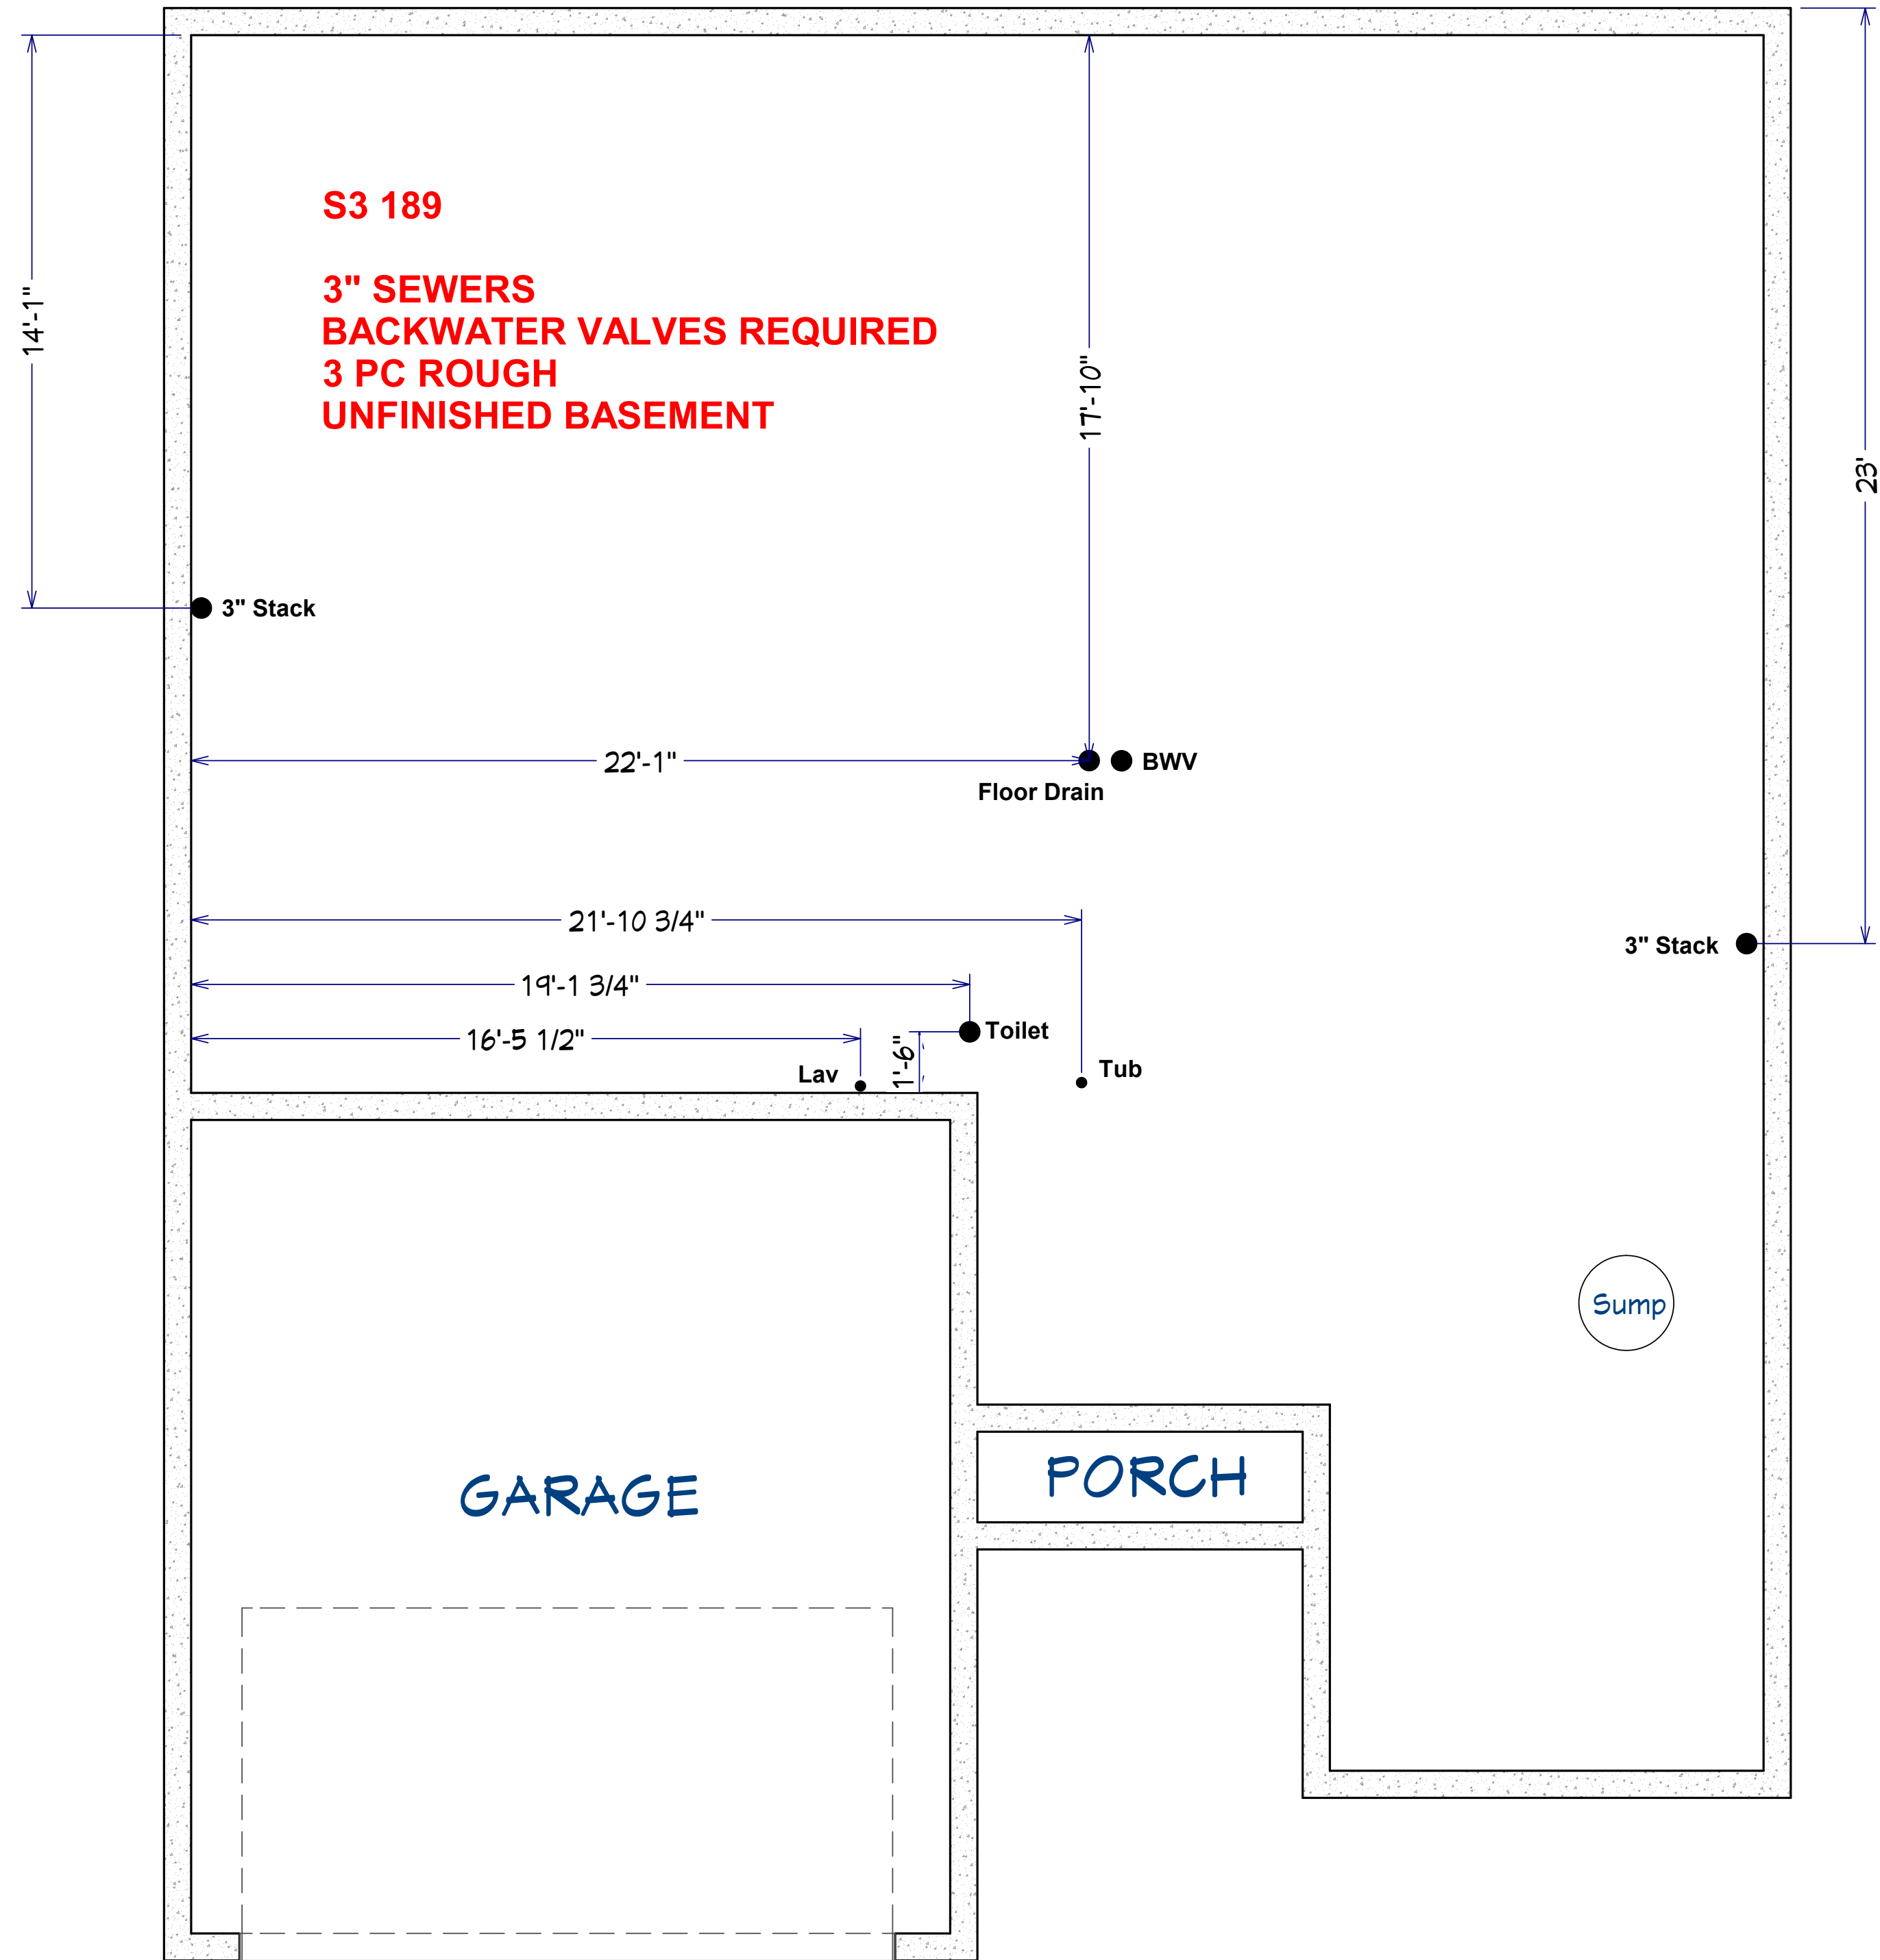 S3 189
3" SEWERS
BACKWATER VALVES REQUIRED
3 PC ROUGH
UNFINISHED BASEMENT
14'-1"
17'-10"
23'
3" Stack
22'-1"
BWV
Floor Drain
21'-10 3/4"
3" Stack
19'-1 3/4"
16'-5 1/2"
1'-6"
Toilet
Lav
Tub
Sump
GARAGE
PORCH